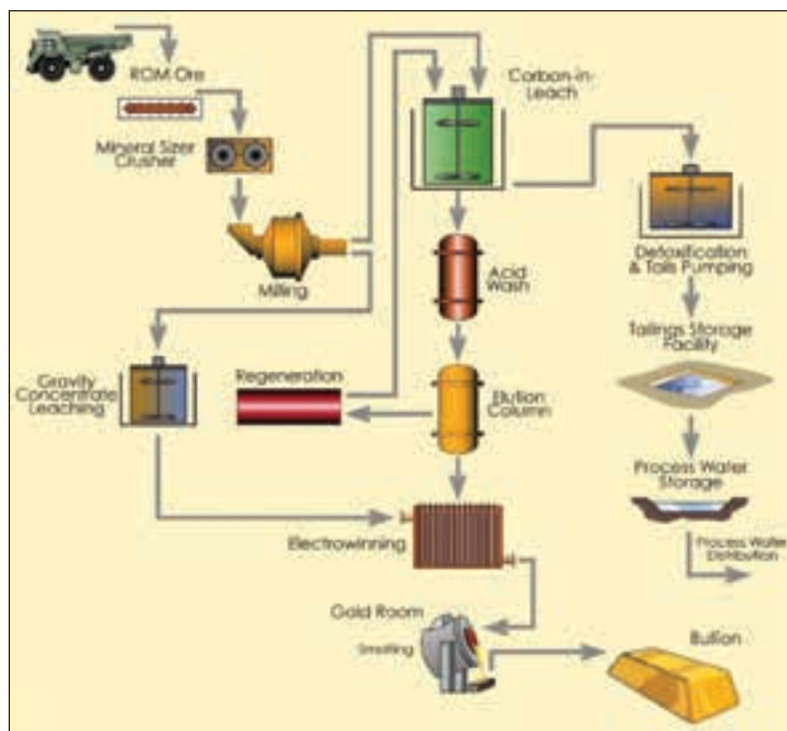 ROM Ore
Mineral Sizer
Crusher
Milling
Carbon-in-
Leach
Acid
Wash
Detoxification
& Tails Pumping
Tailings Storage
Facility
Gravity
Concentrate
Leaching
Regeneration
Elution
Column
Process Water
Storage
Electrowinning
Process Water
Distribution
Gold Room
Smelting
Bullion